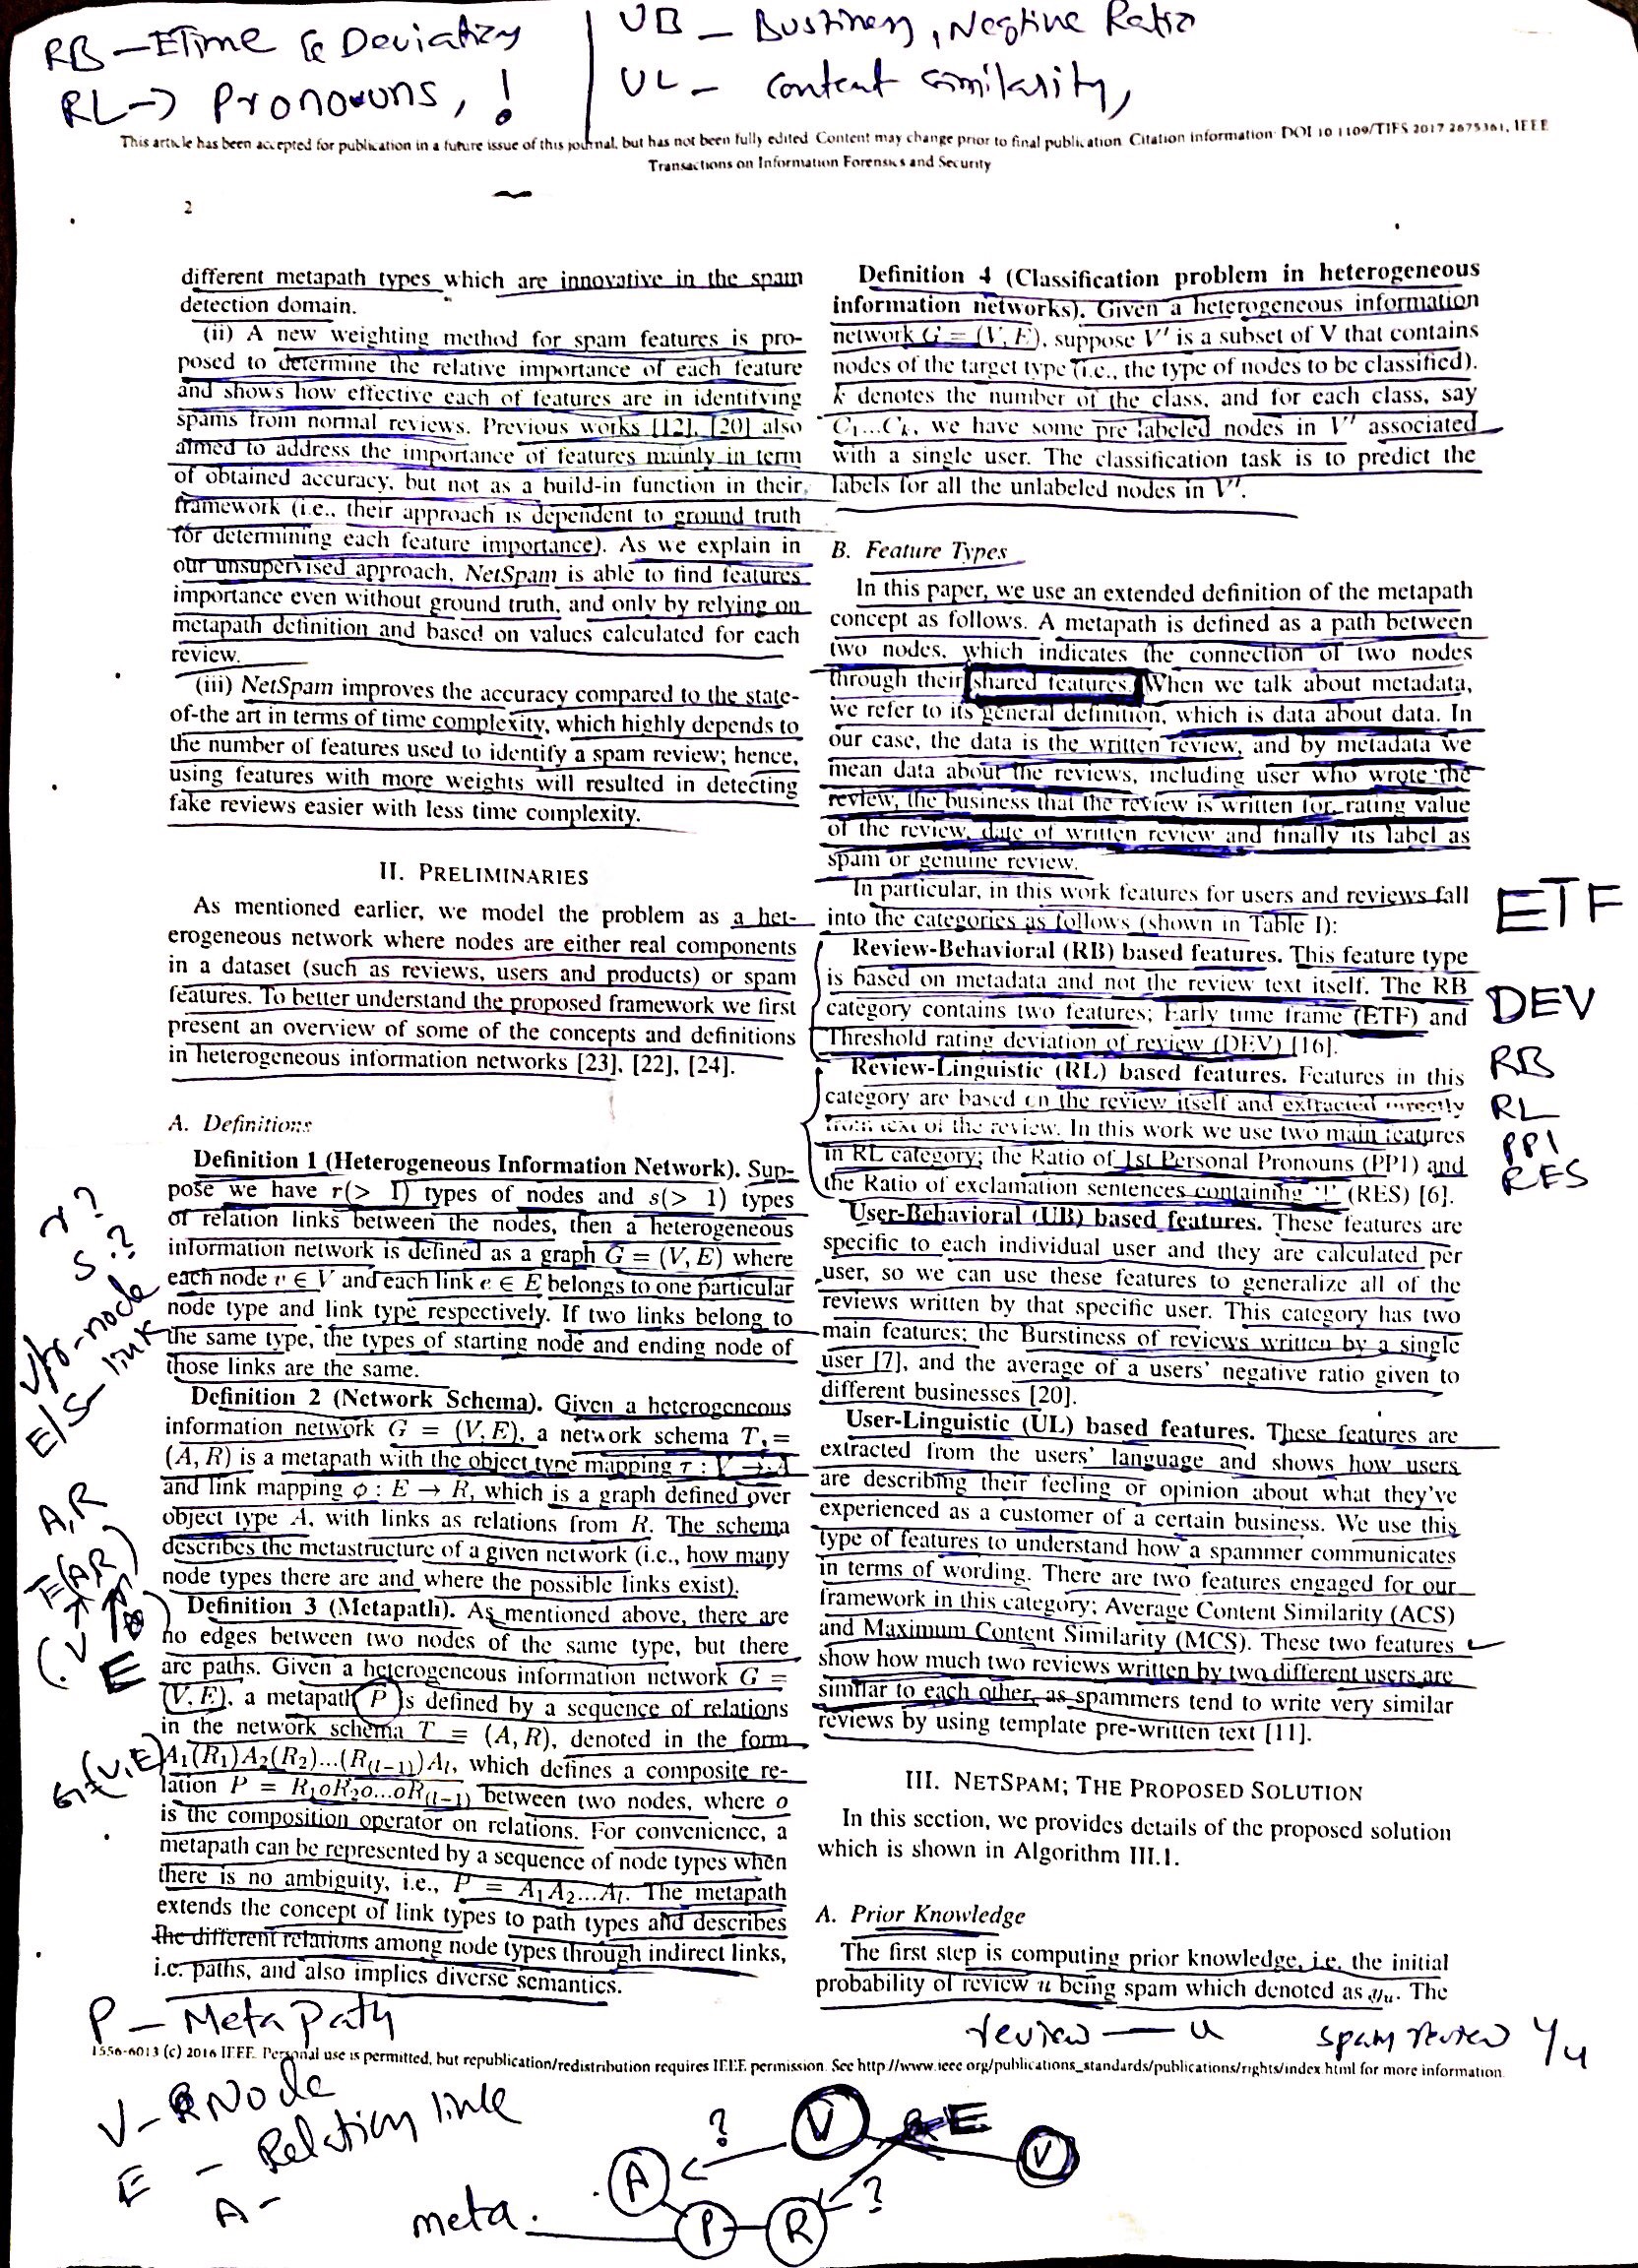 RB - ETime & Deviation
RL -> Pronouns, !
UB - Bustiness, Negtive Ratio
UL - content similarity,
This article has been accepted for publication in a future issue of this journal, but has not been fully edited. Content may change prior to final publication. Citation information: DOI 10.1109/TIFS.2017.2675361, IEEE
Transactions on Information Forensics and Security
2
different metapath types which are innovative in the spam
detection domain.
(ii) A new weighting method for spam features is pro-
posed to determine the relative importance of each feature
and shows how effective each of features are in identifying
spams from normal reviews. Previous works [12], [20] also
aimed to address the importance of features mainly in term
of obtained accuracy, but not as a build-in function in their
framework (i.e., their approach is dependent to ground truth
for determining each feature importance). As we explain in
our unsupervised approach, NetSpam is able to find features
importance even without ground truth, and only by relying on
metapath definition and based on values calculated for each
review.
(iii) NetSpam improves the accuracy compared to the state-
of-the art in terms of time complexity, which highly depends to
the number of features used to identify a spam review; hence,
using features with more weights will resulted in detecting
fake reviews easier with less time complexity.
II. PRELIMINARIES
As mentioned earlier, we model the problem as a het-
erogeneous network where nodes are either real components
in a dataset (such as reviews, users and products) or spam
features. To better understand the proposed framework we first
present an overview of some of the concepts and definitions
in heterogeneous information networks [23], [22], [24].
A. Definitions
Definition 1 (Heterogeneous Information Network). Sup-
pose we have r(> 1) types of nodes and s(> 1) types
of relation links between the nodes, then a heterogeneous
information network is defined as a graph G = (V, E) where
each node v ∈ V and each link e ∈ E belongs to one particular
node type and link type respectively. If two links belong to
the same type, the types of starting node and ending node of
those links are the same.
Definition 2 (Network Schema). Given a heterogeneous
information network G = (V, E), a network schema T =
(A, R) is a metapath with the object type mapping τ : V → A
and link mapping φ : E → R, which is a graph defined over
object type A, with links as relations from R. The schema
describes the metastructure of a given network (i.e., how many
node types there are and where the possible links exist).
Definition 3 (Metapath). As mentioned above, there are
no edges between two nodes of the same type, but there
are paths. Given a heterogeneous information network G =
(V, E), a metapath P is defined by a sequence of relations
in the network schema T = (A, R), denoted in the form
A1(R1)A2(R2)...(R(l−1))Al, which defines a composite re-
lation P = R1oR2o...oR(l−1) between two nodes, where o
is the composition operator on relations. For convenience, a
metapath can be represented by a sequence of node types when
there is no ambiguity, i.e., P = A1A2...Al. The metapath
extends the concept of link types to path types and describes
the different relations among node types through indirect links,
i.e. paths, and also implies diverse semantics.
r?
s?
V/r-node
E/S- link
A,R
(V
E
G=(V,E)
Definition 4 (Classification problem in heterogeneous
information networks). Given a heterogeneous information
network G = (V, E), suppose V′ is a subset of V that contains
nodes of the target type (i.e., the type of nodes to be classified).
k denotes the number of the class, and for each class, say
C1...Ck, we have some pre labeled nodes in V′ associated
with a single user. The classification task is to predict the
labels for all the unlabeled nodes in V′.
B. Feature Types
In this paper, we use an extended definition of the metapath
concept as follows. A metapath is defined as a path between
two nodes, which indicates the connection of two nodes
through their shared features. When we talk about metadata,
we refer to its general definition, which is data about data. In
our case, the data is the written review, and by metadata we
mean data about the reviews, including user who wrote the
review, the business that the review is written for, rating value
of the review, date of written review and finally its label as
spam or genuine review.
In particular, in this work features for users and reviews fall
into the categories as follows (shown in Table I):
Review-Behavioral (RB) based features. This feature type
is based on metadata and not the review text itself. The RB
category contains two features; Early time frame (ETF) and
Threshold rating deviation of review (DEV) [16].
Review-Linguistic (RL) based features. Features in this
category are based on the review itself and extracted directly
from text of the review. In this work we use two main features
in RL category; the Ratio of 1st Personal Pronouns (PP1) and
the Ratio of exclamation sentences containing '!' (RES) [6].
User-Behavioral (UB) based features. These features are
specific to each individual user and they are calculated per
user, so we can use these features to generalize all of the
reviews written by that specific user. This category has two
main features; the Burstiness of reviews written by a single
user [7], and the average of a users' negative ratio given to
different businesses [20].
User-Linguistic (UL) based features. These features are
extracted from the users' language and shows how users
are describing their feeling or opinion about what they've
experienced as a customer of a certain business. We use this
type of features to understand how a spammer communicates
in terms of wording. There are two features engaged for our
framework in this category; Average Content Similarity (ACS)
and Maximum Content Similarity (MCS). These two features
show how much two reviews written by two different users are
similar to each other, as spammers tend to write very similar
reviews by using template pre-written text [11].
III. NETSPAM; THE PROPOSED SOLUTION
In this section, we provides details of the proposed solution
which is shown in Algorithm III.1.
A. Prior Knowledge
The first step is computing prior knowledge, i.e. the initial
probability of review u being spam which denoted as yu. The
ETF
DEV
RB
RL
PP1
RES
P - Meta Path
review — u
spam review Yu
1556-6013 (c) 2016 IEEE. Personal use is permitted, but republication/redistribution requires IEEE permission. See http://www.ieee.org/publications_standards/publications/rights/index.html for more information.
V - Node
E - Relation link
A -
meta.
A
?
V
E
V
P
R
?